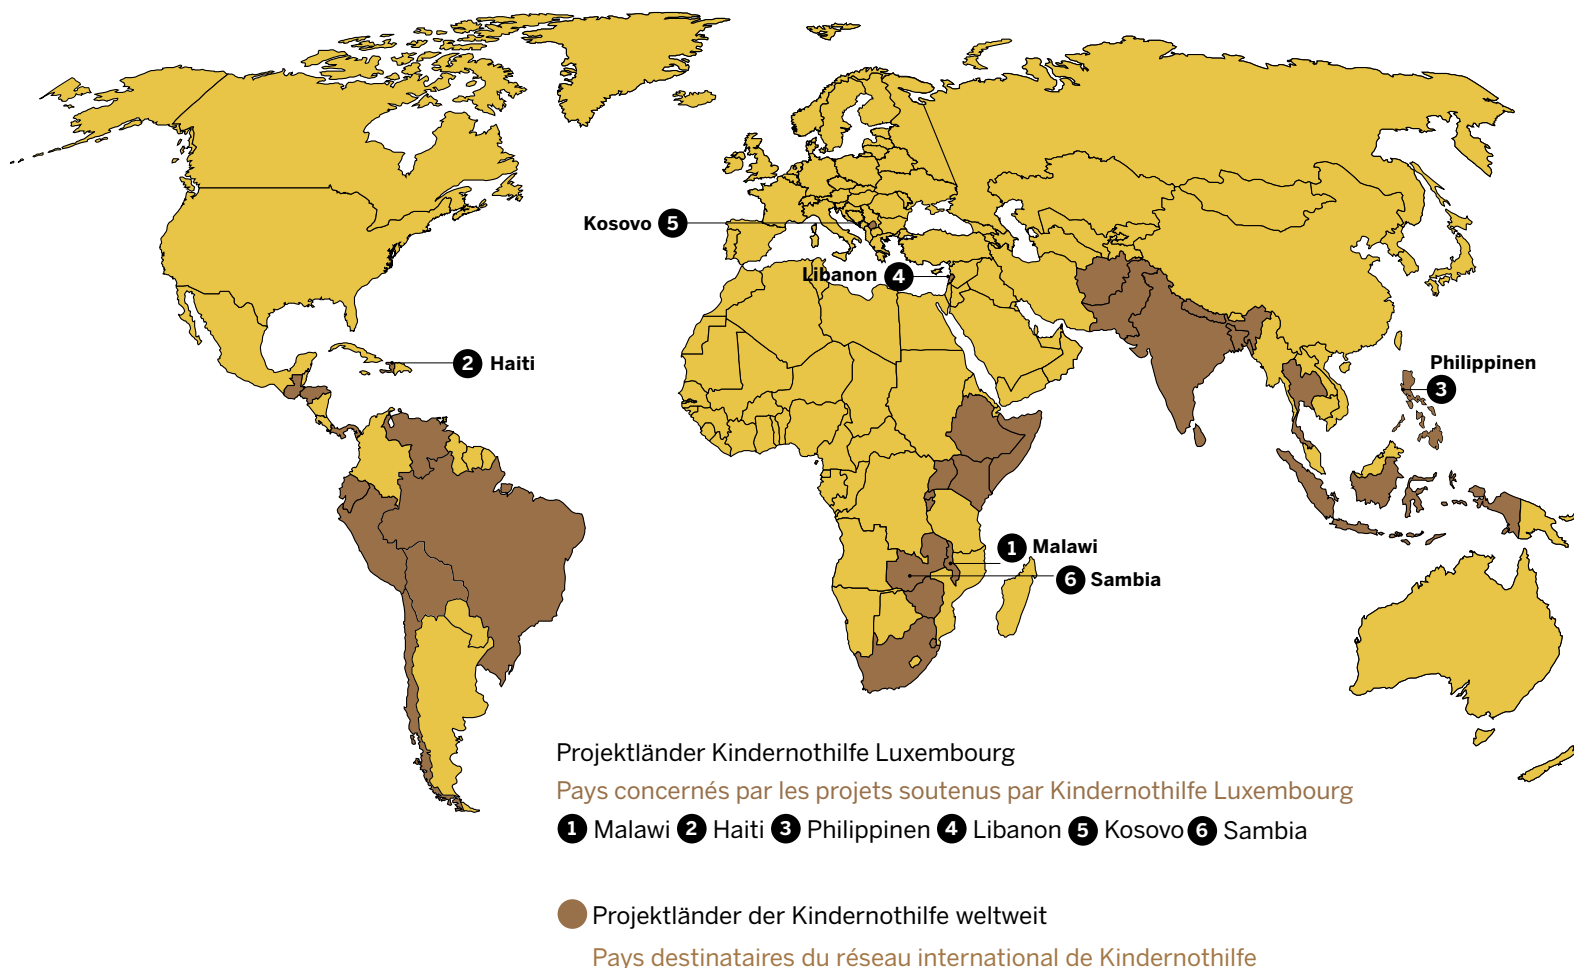 Kosovo 5
Libanon 4
2 Haiti
Philippinen
3
1 Malawi
6 Sambia
Projektländer Kindernothilfe Luxembourg
Pays concernés par les projets soutenus par Kindernothilfe Luxembourg
1 Malawi 2 Haiti 3 Philippinen 4 Libanon 5 Kosovo 6 Sambia
Projektländer der Kindernothilfe weltweit
Pays destinataires du réseau international de Kindernothilfe